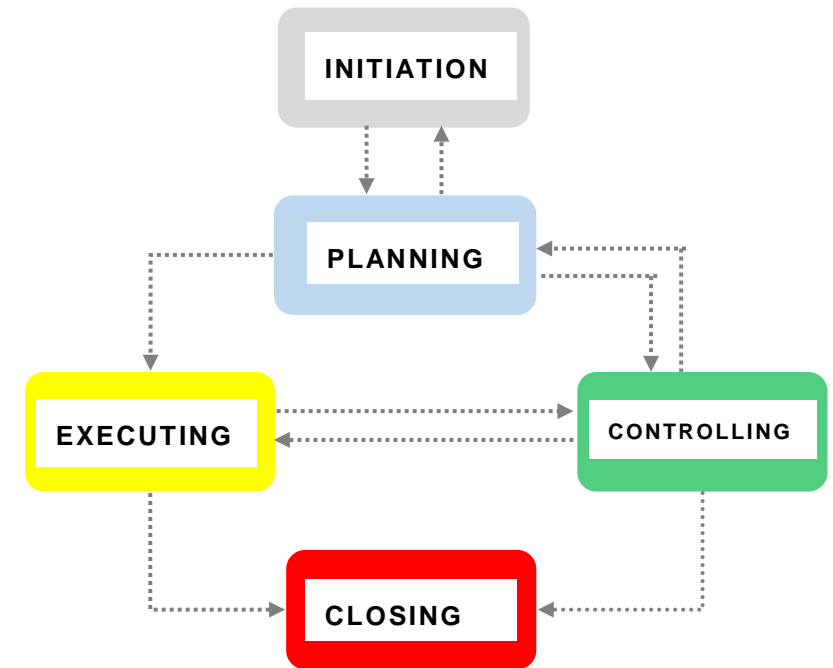 INITIATION
PLANNING
EXECUTING
CONTROLLING
CLOSING